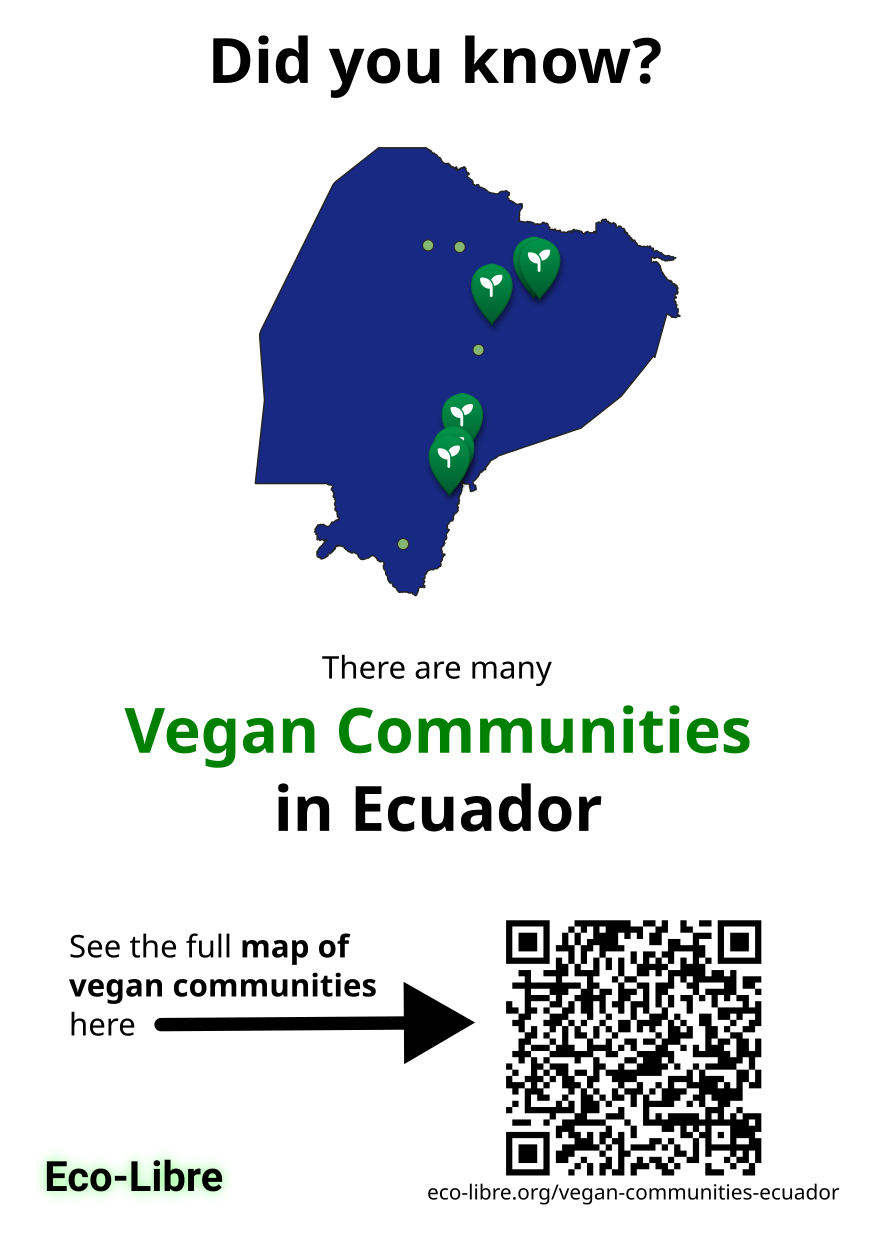 Did you know?
There are many
Vegan Communities
in Ecuador
See the full map of
vegan communities
here
Eco-Libre
eco-libre.org/vegan-communities-ecuador